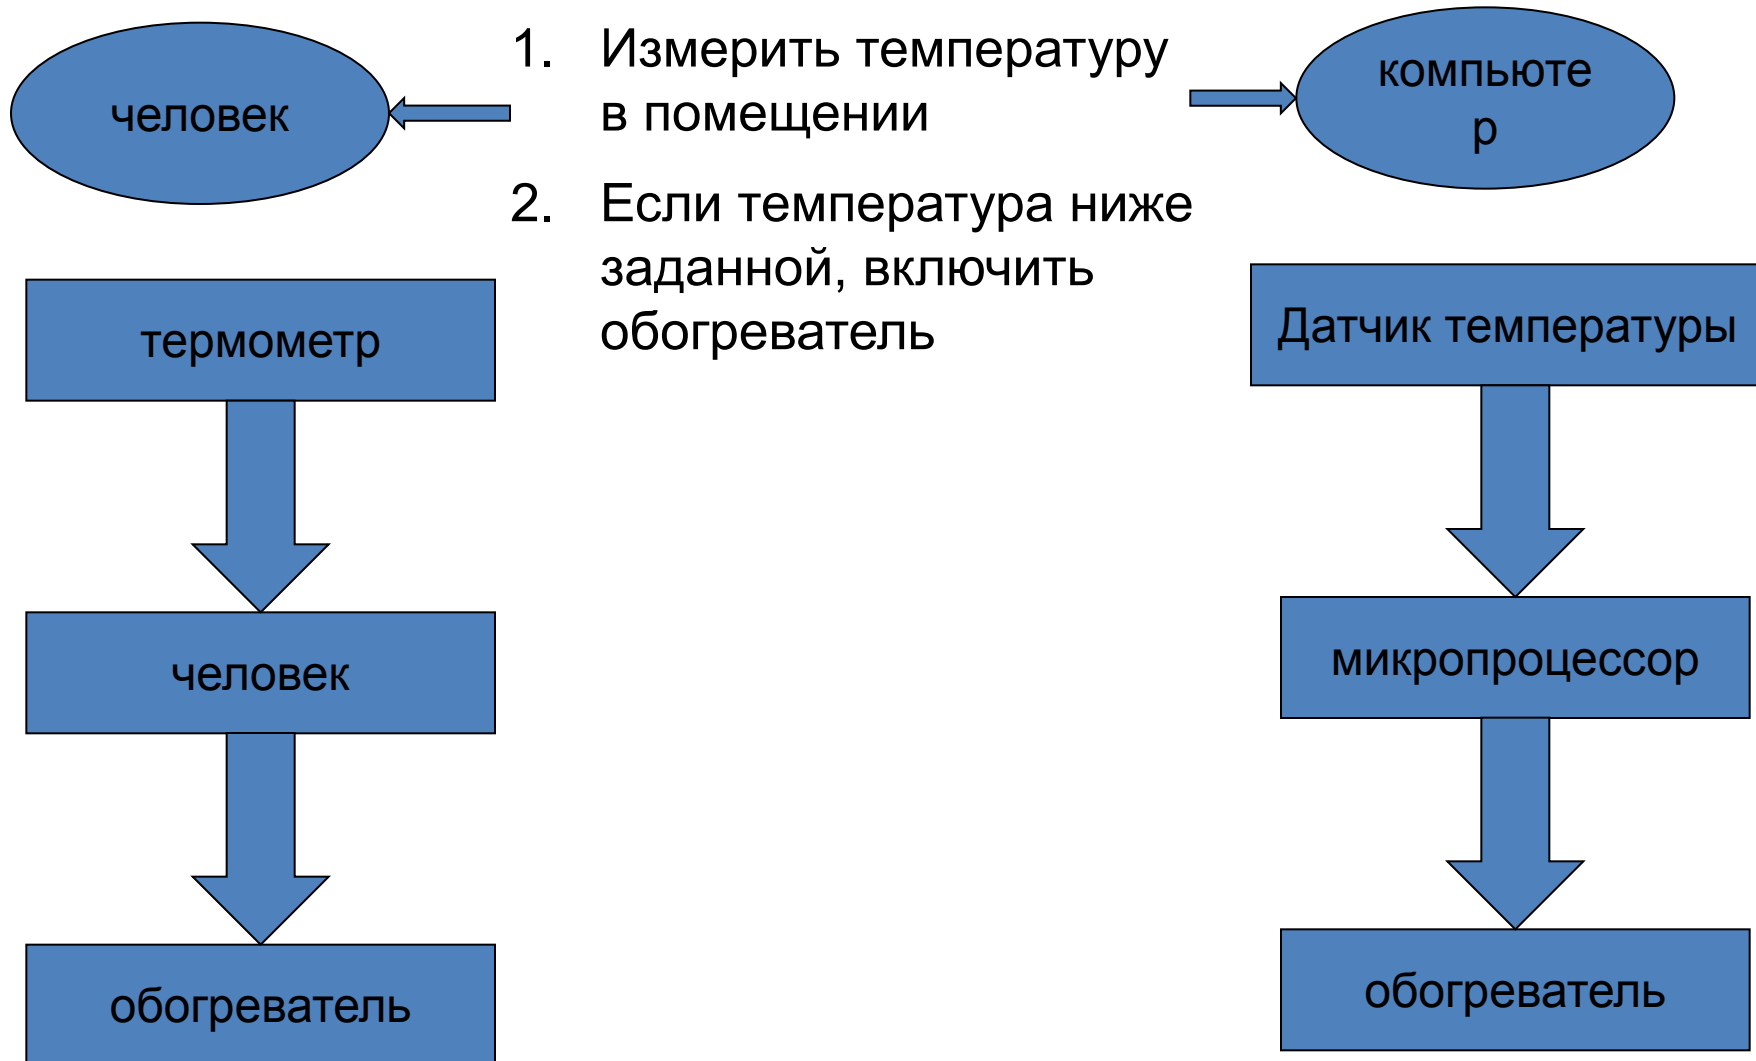 человек
1. Измерить температуру
в помещении
2. Если температура ниже
заданной, включить
обогреватель
компьюте
р
термометр
человек
обогреватель
Датчик температуры
микропроцессор
обогреватель